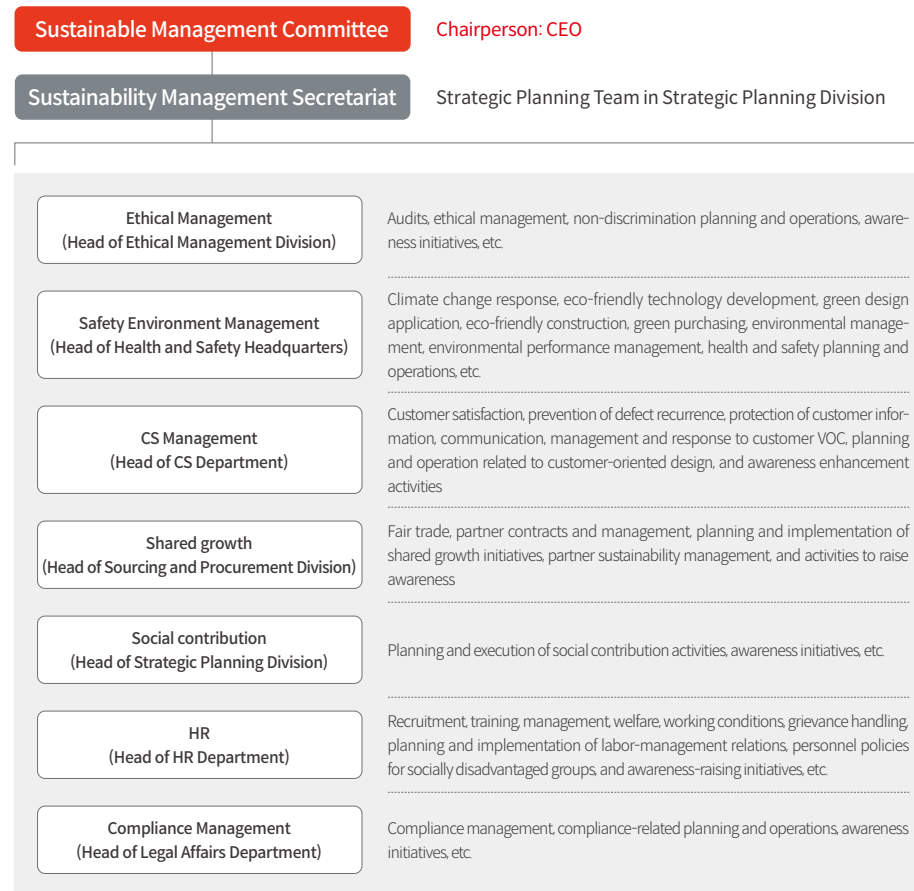 Sustainable Management Committee
Chairperson: CEO
Sustainability Management Secretariat
Strategic Planning Team in Strategic Planning Division
Ethical Management
(Head of Ethical Management Division)
Audits, ethical management, non-discrimination planning and operations, aware-
ness initiatives, etc.
Safety Environment Management
(Head of Health and Safety Headquarters)
Climate change response, eco-friendly technology development, green design
application, eco-friendly construction, green purchasing, environmental manage-
ment, environmental performance management, health and safety planning and
operations, etc.
CS Management
(Head of CS Department)
Customer satisfaction, prevention of defect recurrence, protection of customer infor-
mation, communication, management and response to customer VOC, planning
and operation related to customer-oriented design, and awareness enhancement
activities
Shared growth
(Head of Sourcing and Procurement Division)
Fair trade, partner contracts and management, planning and implementation of
shared growth initiatives, partner sustainability management, and activities to raise
awareness
Social contribution
(Head of Strategic Planning Division)
Planning and execution of social contribution activities, awareness initiatives, etc.
HR
(Head of HR Department)
Recruitment, training, management, welfare, working conditions, grievance handling,
planning and implementation of labor-management relations, personnel policies
for socially disadvantaged groups, and awareness-raising initiatives, etc.
Compliance Management
(Head of Legal Affairs Department)
Compliance management, compliance-related planning and operations, awareness
initiatives, etc.